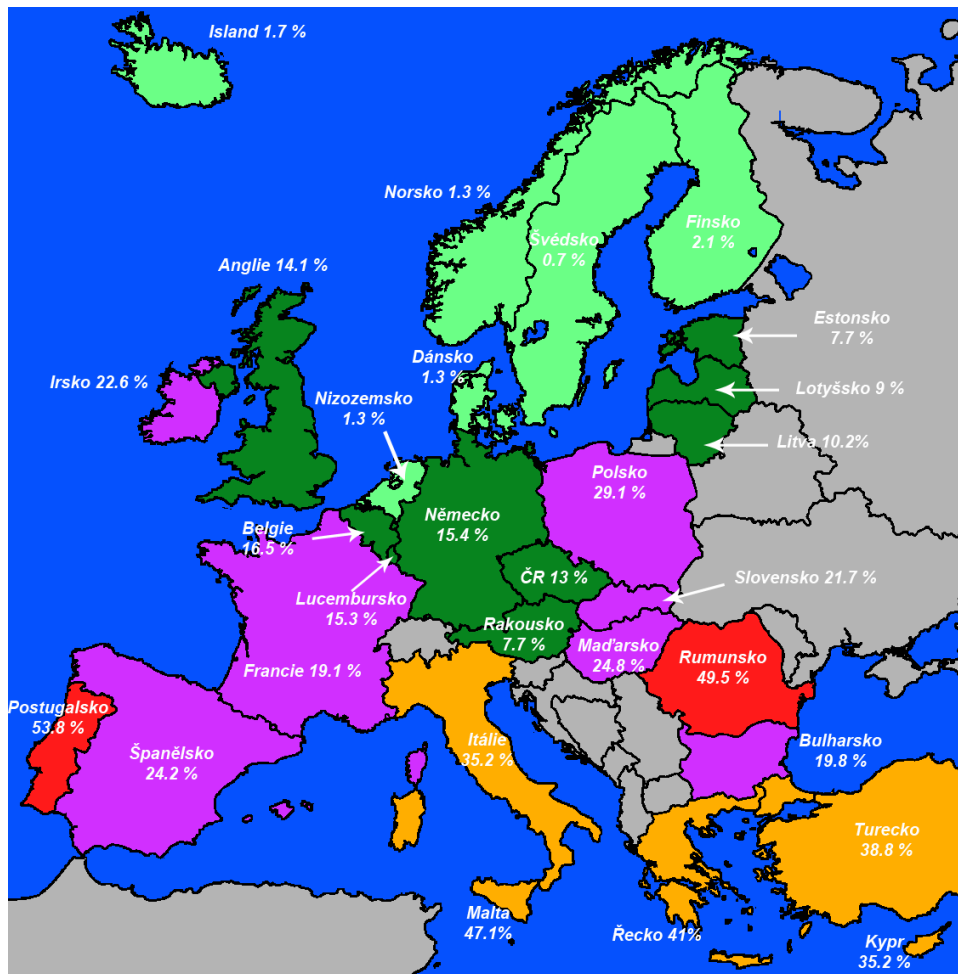 Island 1.7 %
Norsko 1.3 %
Švédsko
0.7 %
Finsko
2.1 %
Anglie 14.1 %
Estonsko
7.7 %
Dánsko
1.3 %
Irsko 22.6 %
Lotyšsko 9 %
Nizozemsko
1.3 %
Litva 10.2%
Polsko
29.1 %
Německo
15.4 %
Belgie
16.5 %
ČR 13 %
Slovensko 21.7 %
Lucembursko
15.3 %
Rakousko
7.7 %
Maďarsko
24.8 %
Rumunsko
49.5 %
Francie 19.1 %
Postugalsko
53.8 %
Španělsko
24.2 %
Itálie
35.2 %
Bulharsko
19.8 %
Turecko
38.8 %
Malta
47.1%
Řecko 41%
Kypr
35.2 %